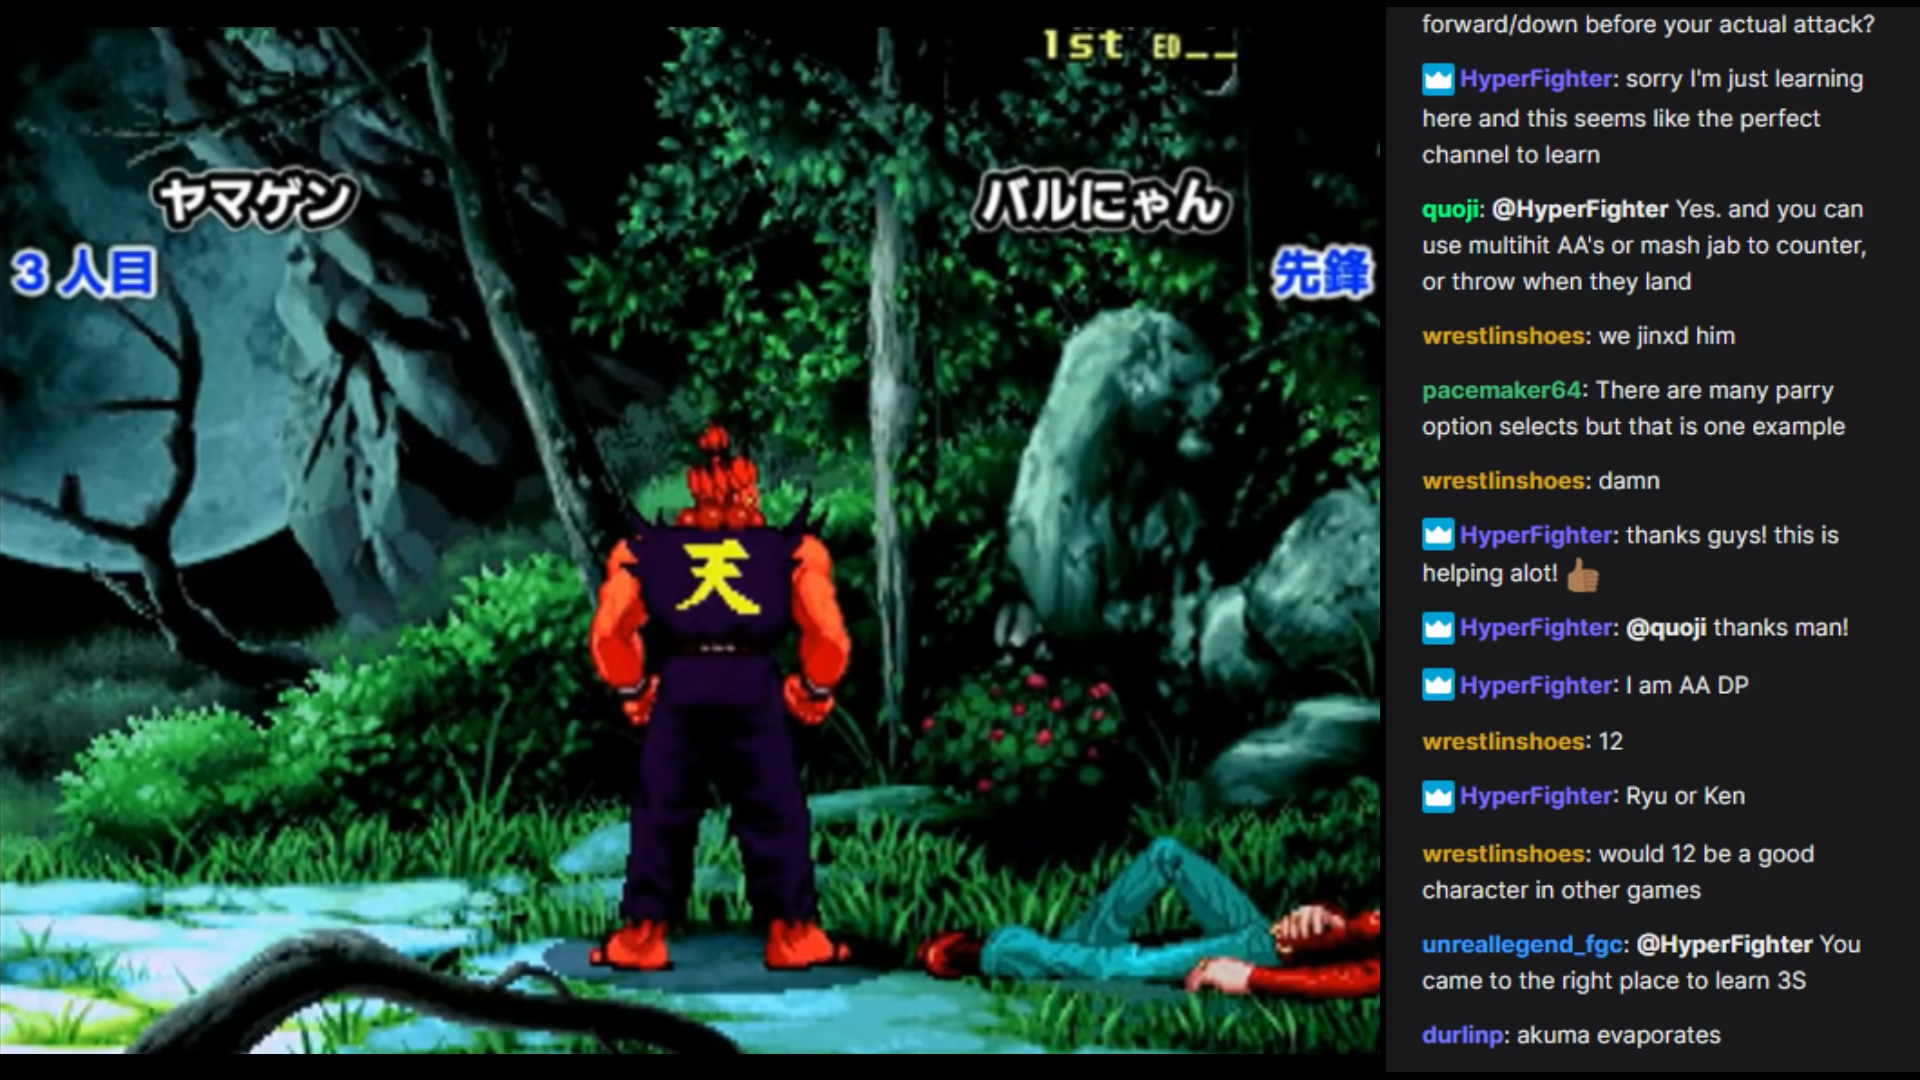 1st ED__
ヤマゲン
バルにゃん
3人目
先鋒
天
forward/down before your actual attack?
HyperFighter: sorry I'm just learning
here and this seems like the perfect
channel to learn
quoji: @HyperFighter Yes. and you can
use multihit AA's or mash jab to counter,
or throw when they land
wrestlinshoes: we jinxd him
pacemaker64: There are many parry
option selects but that is one example
wrestlinshoes: damn
HyperFighter: thanks guys! this is
helping alot!
HyperFighter: @quoji thanks man!
HyperFighter: I am AA DP
wrestlinshoes: 12
HyperFighter: Ryu or Ken
wrestlinshoes: would 12 be a good
character in other games
unreallegend_fgc: @HyperFighter You
came to the right place to learn 3S
durlinp: akuma evaporates